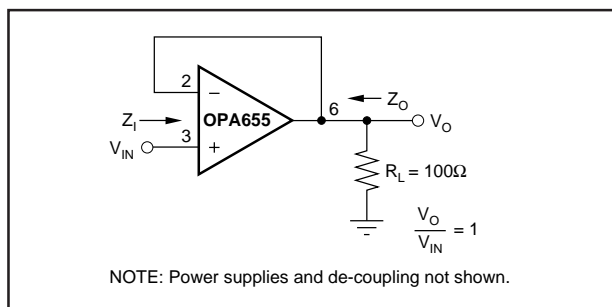 2
−
6
Z_O
Z_I
OPA655
V_O
3
+
V_IN
R_L = 100Ω
V_O
V_IN
= 1
NOTE: Power supplies and de-coupling not shown.